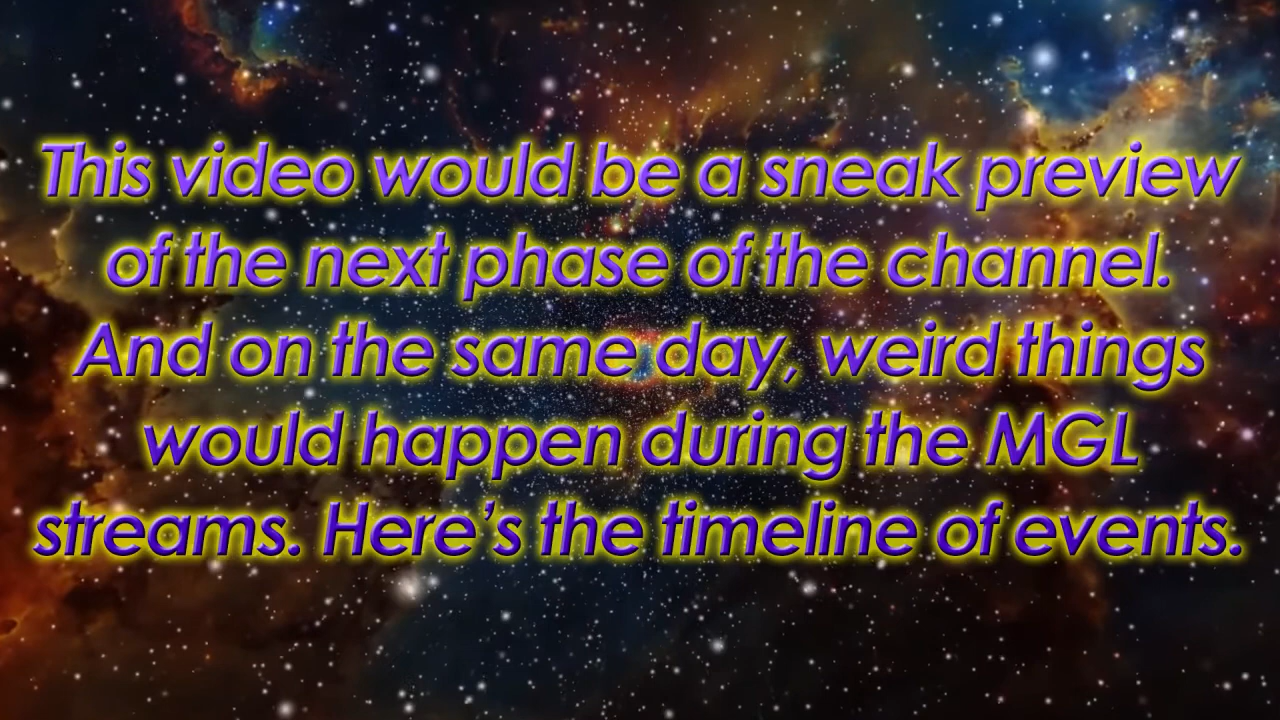 This video would be a sneak preview
of the next phase of the channel.
And on the same day, weird things
would happen during the MGL
streams. Here’s the timeline of events.